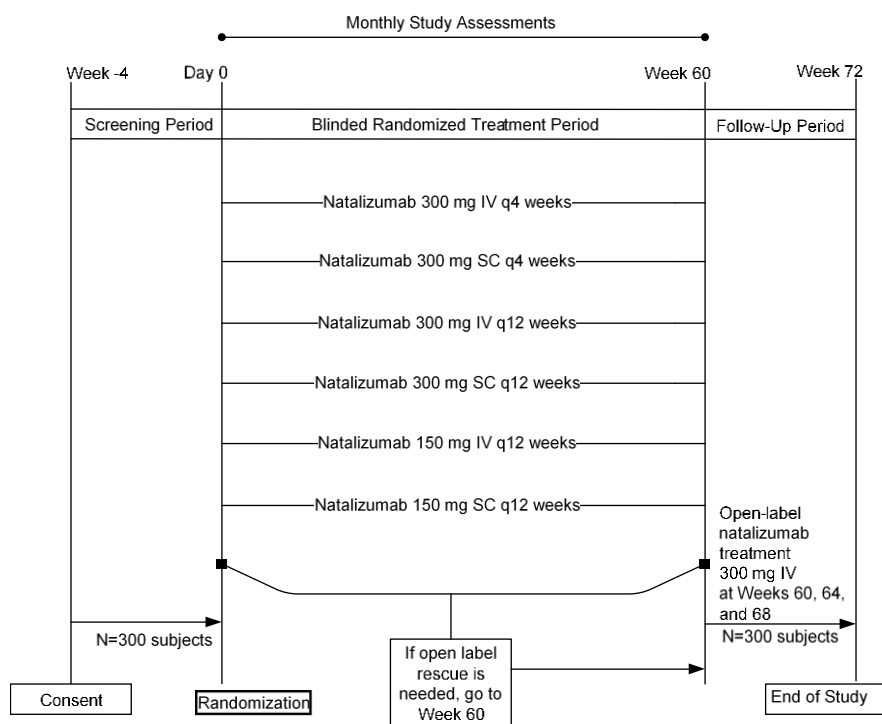 Monthly Study Assessments
Week -4
Day 0
Week 60
Week 72
Screening Period
Blinded Randomized Treatment Period
Follow-Up Period
Natalizumab 300 mg IV q4 weeks
Natalizumab 300 mg SC q4 weeks
Natalizumab 300 mg IV q12 weeks
Natalizumab 300 mg SC q12 weeks
Natalizumab 150 mg IV q12 weeks
Natalizumab 150 mg SC q12 weeks
Open-label
natalizumab
treatment
300 mg IV
at Weeks 60, 64,
and 68
N=300 subjects
N=300 subjects
If open label
rescue is
needed, go to
Week 60
Consent
Randomization
End of Study